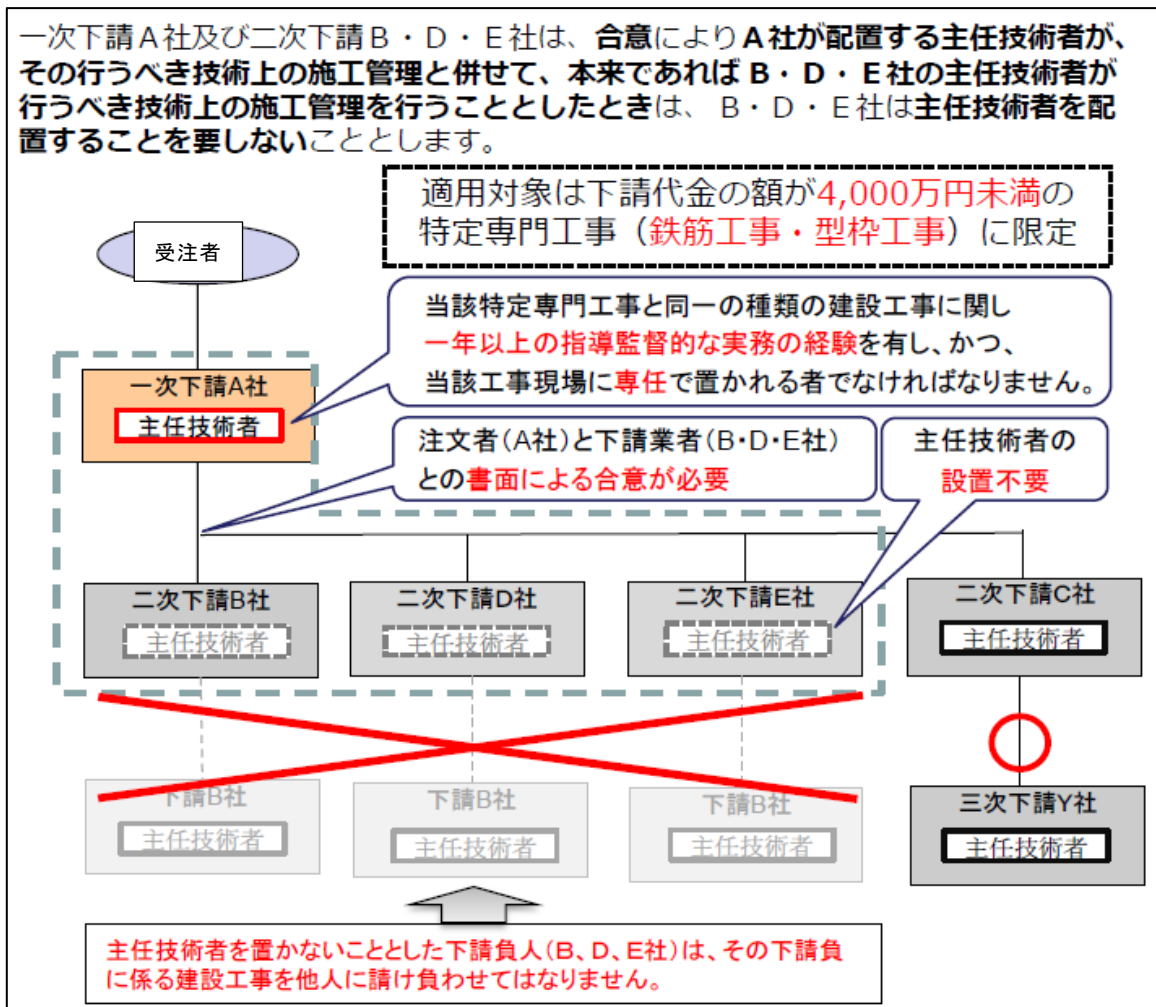 一次下請A社及び二次下請B・D・E社は、合意によりA社が配置する主任技術者が、
その行うべき技術上の施工管理と併せて、本来であればB・D・E社の主任技術者が
行うべき技術上の施工管理を行うこととしたときは、B・D・E社は主任技術者を配
置することを要しないこととします。
適用対象は下請代金の額が4,000万円未満の
特定専門工事（鉄筋工事・型枠工事）に限定
受注者
当該特定専門工事と同一の種類の建設工事に関し
一年以上の指導監督的な実務の経験を有し、かつ、
当該工事現場に専任で置かれる者でなければなりません。
一次下請A社
主任技術者
注文者(A社)と下請業者(B・D・E社)
との書面による合意が必要
主任技術者の
設置不要
二次下請B社
主任技術者
二次下請D社
主任技術者
二次下請E社
主任技術者
二次下請C社
主任技術者
下請B社
主任技術者
下請B社
主任技術者
下請B社
主任技術者
三次下請Y社
主任技術者
主任技術者を置かないこととした下請負人(B、D、E社)は、その下請負
に係る建設工事を他人に請け負わせてはなりません。